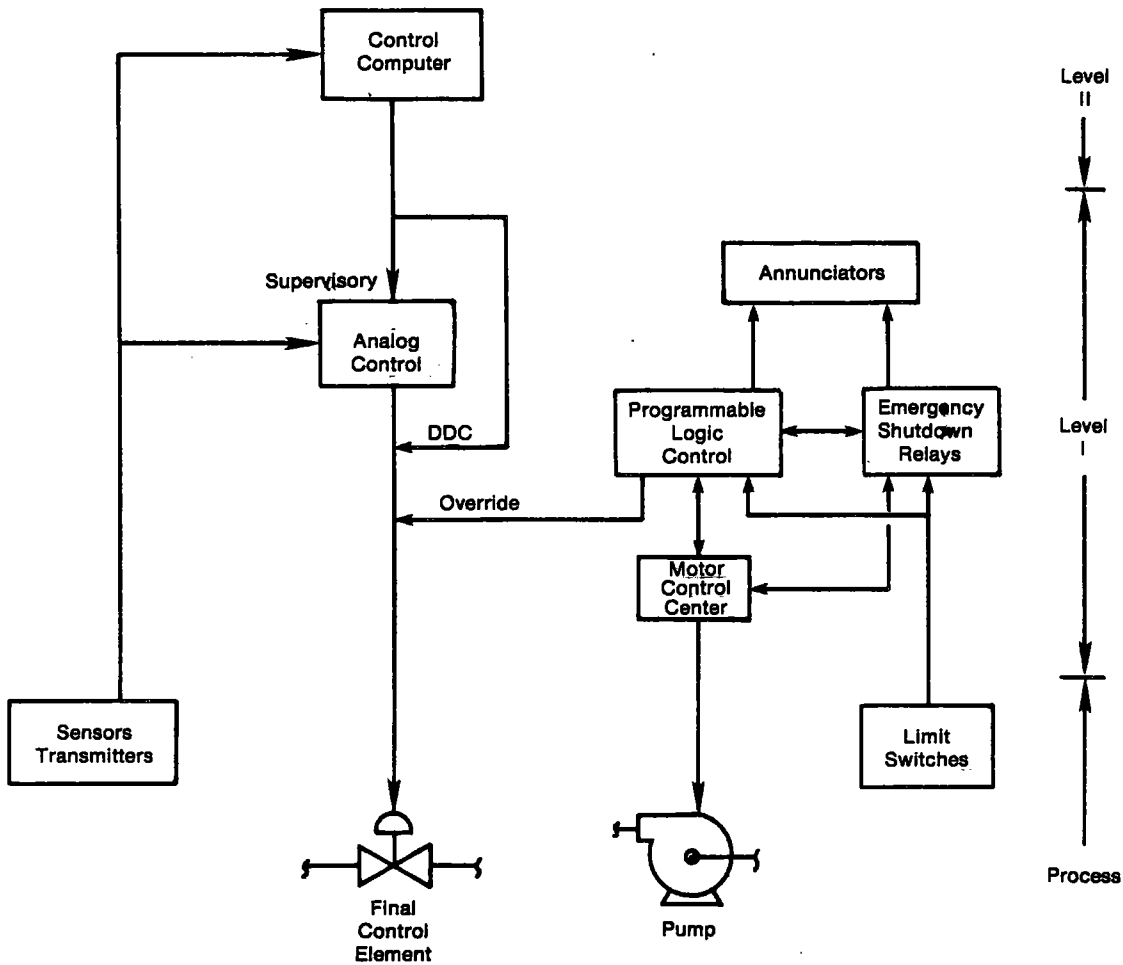 Control
Computer
Level
II
Supervisory
Annunciators
Analog
Control
Programmable
Logic
Control
Emergency
Shutdown
Relays
Level
I
DDC
Override
Motor
Control
Center
Sensors
Transmitters
Limit
Switches
Process
Final
Control
Element
Pump